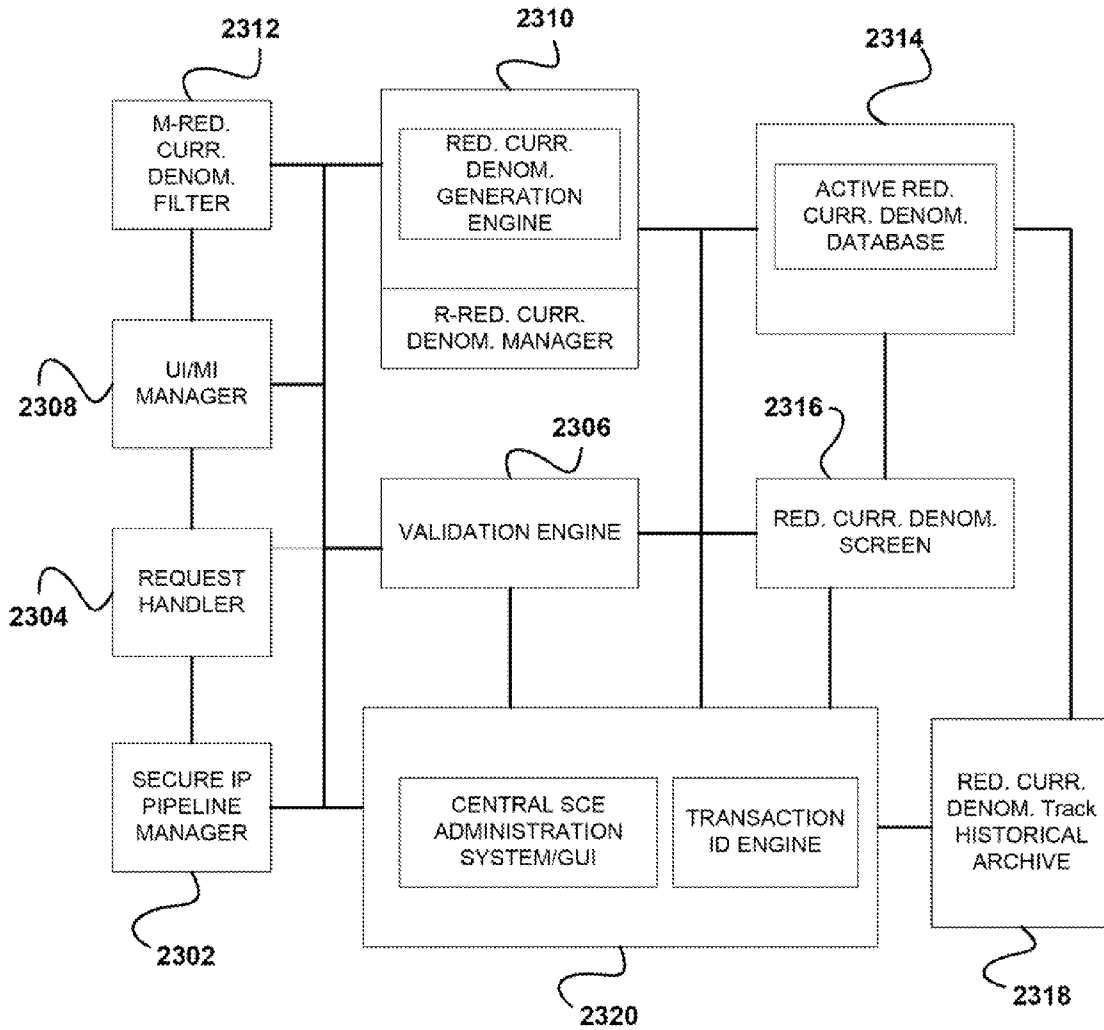 2312
2310
2314
M-RED.
CURR.
DENOM.
FILTER
RED. CURR.
DENOM.
GENERATION
ENGINE
ACTIVE RED.
CURR. DENOM.
DATABASE
R-RED. CURR.
DENOM. MANAGER
UI/MI
MANAGER
2308
2306
2316
VALIDATION ENGINE
RED. CURR. DENOM.
SCREEN
REQUEST
HANDLER
2304
SECURE IP
PIPELINE
MANAGER
CENTRAL SCE
ADMINISTRATION
SYSTEM/GUI
TRANSACTION
ID ENGINE
RED. CURR.
DENOM. Track
HISTORICAL
ARCHIVE
2302
2320
2318